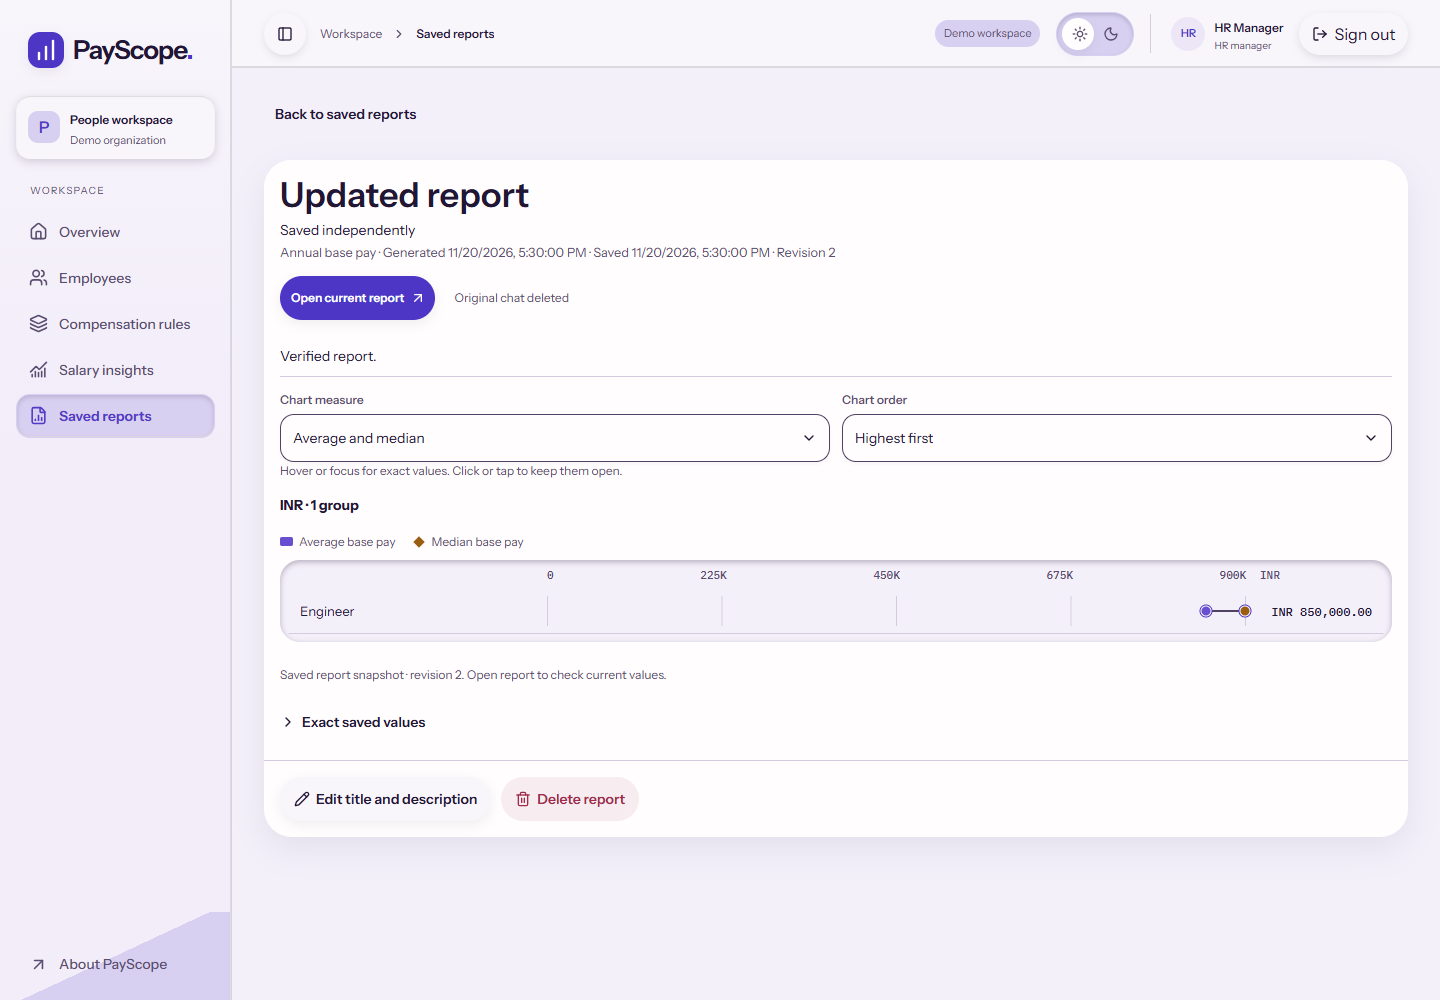 PayScope.
P
People workspace
Demo organization
WORKSPACE
Overview
Employees
Compensation rules
Salary insights
Saved reports
About PayScope
Workspace > Saved reports
Demo workspace
HR
HR Manager
HR manager
Sign out
Back to saved reports
Updated report
Saved independently
Annual base pay · Generated 11/20/2026, 5:30:00 PM · Saved 11/20/2026, 5:30:00 PM · Revision 2
Open current report
Original chat deleted
Verified report.
Chart measure
Average and median
Chart order
Highest first
Hover or focus for exact values. Click or tap to keep them open.
INR · 1 group
Average base pay
Median base pay
0 225K 450K 675K 900K INR
Engineer
INR 850,000.00
Saved report snapshot · revision 2. Open report to check current values.
Exact saved values
Edit title and description
Delete report